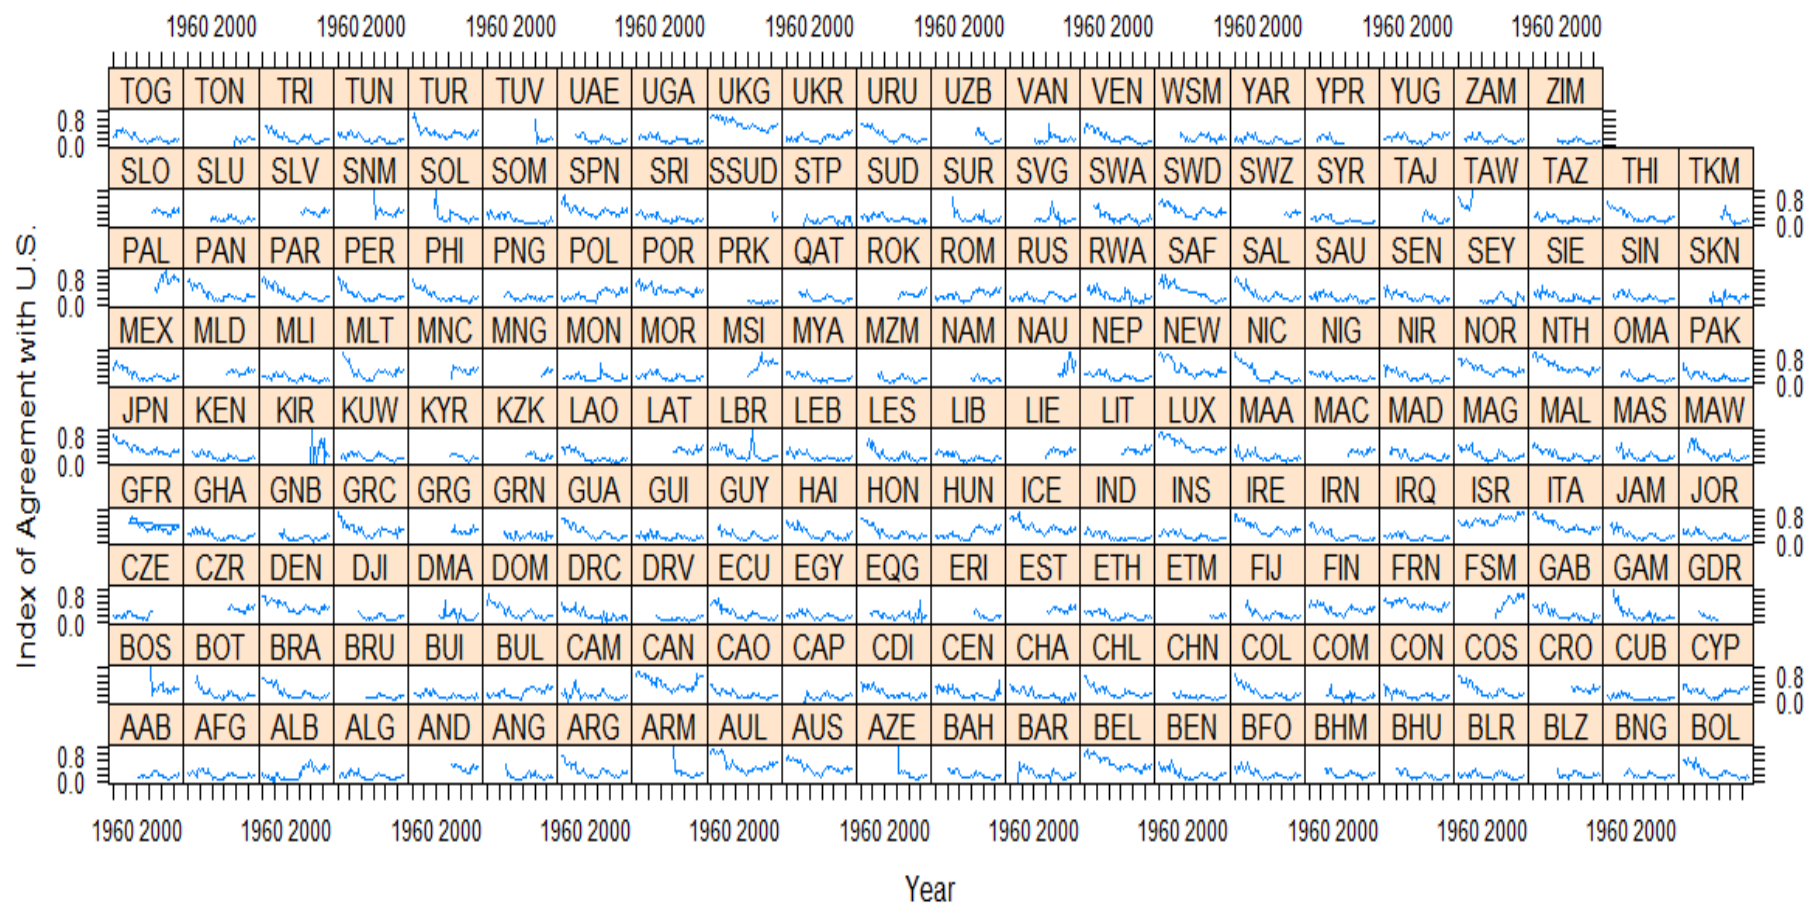 1960 2000 1960 2000 1960 2000 1960 2000 1960 2000 1960 2000 1960 2000 1960 2000 1960 2000 1960 2000
TOG TON TRI TUN TUR TUV UAE UGA UKG UKR URU UZB VAN VEN WSM YAR YPR YUG ZAM ZIM
0.8
0.0
SLO SLU SLV SNM SOL SOM SPN SRI SSUD STP SUD SUR SVG SWA SWD SWZ SYR TAJ TAW TAZ THI TKM
0.8
0.0
PAL PAN PAR PER PHI PNG POL POR PRK QAT ROK ROM RUS RWA SAF SAL SAU SEN SEY SIE SIN SKN
0.8
0.0
MEX MLD MLI MLT MNC MNG MON MOR MSI MYA MZM NAM NAU NEP NEW NIC NIG NIR NOR NTH OMA PAK
0.8
0.0
JPN KEN KIR KUW KYR KZK LAO LAT LBR LEB LES LIB LIE LIT LUX MAA MAC MAD MAG MAL MAS MAW
0.8
0.0
GFR GHA GNB GRC GRG GRN GUA GUI GUY HAI HON HUN ICE IND INS IRE IRN IRQ ISR ITA JAM JOR
0.8
0.0
CZE CZR DEN DJI DMA DOM DRC DRV ECU EGY EQG ERI EST ETH ETM FIJ FIN FRN FSM GAB GAM GDR
0.8
0.0
BOS BOT BRA BRU BUI BUL CAM CAN CAO CAP CDI CEN CHA CHL CHN COL COM CON COS CRO CUB CYP
0.8
0.0
AAB AFG ALB ALG AND ANG ARG ARM AUL AUS AZE BAH BAR BEL BEN BFO BHM BHU BLR BLZ BNG BOL
0.8
0.0
1960 2000 1960 2000 1960 2000 1960 2000 1960 2000 1960 2000 1960 2000 1960 2000 1960 2000 1960 2000 1960 2000
Index of Agreement with U.S.
Year